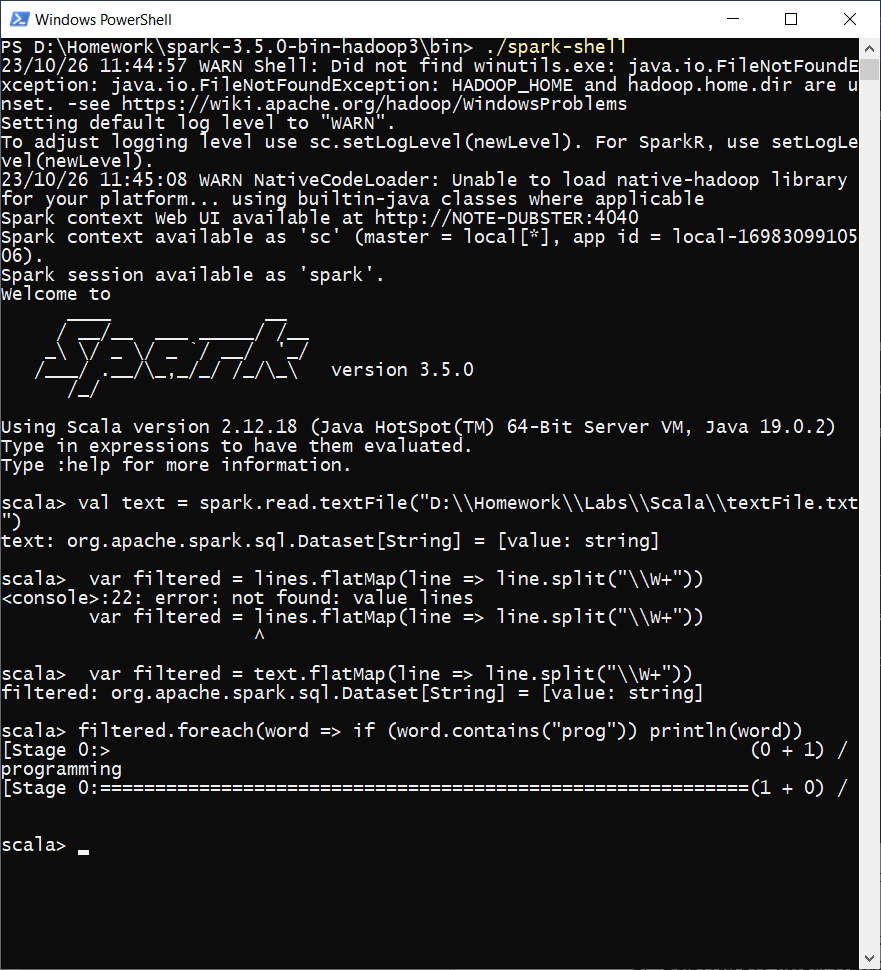 Windows PowerShell
PS D:\Homework\spark-3.5.0-bin-hadoop3\bin> ./spark-shell
23/10/26 11:44:57 WARN Shell: Did not find winutils.exe: java.io.FileNotFoundE
xception: java.io.FileNotFoundException: HADOOP_HOME and hadoop.home.dir are u
nset. -see https://wiki.apache.org/hadoop/WindowsProblems
Setting default log level to "WARN".
To adjust logging level use sc.setLogLevel(newLevel). For SparkR, use setLogLe
vel(newLevel).
23/10/26 11:45:08 WARN NativeCodeLoader: Unable to load native-hadoop library
for your platform... using builtin-java classes where applicable
Spark context Web UI available at http://NOTE-DUBSTER:4040
Spark context available as 'sc' (master = local[*], app id = local-16983099105
06).
Spark session available as 'spark'.
Welcome to
      ____              __
     / __/__  ___ _____/ /__
    _\ \/ _ \/ _ `/ __/  '_/
   /___/ .__/\_,_/_/ /_/\_\   version 3.5.0
      /_/
Using Scala version 2.12.18 (Java HotSpot(TM) 64-Bit Server VM, Java 19.0.2)
Type in expressions to have them evaluated.
Type :help for more information.
scala> val text = spark.read.textFile("D:\\Homework\\Labs\\Scala\\textFile.txt
")
text: org.apache.spark.sql.Dataset[String] = [value: string]
scala>  var filtered = lines.flatMap(line => line.split("\\W+"))
<console>:22: error: not found: value lines
        var filtered = lines.flatMap(line => line.split("\\W+"))
                       ^
scala>  var filtered = text.flatMap(line => line.split("\\W+"))
filtered: org.apache.spark.sql.Dataset[String] = [value: string]
scala> filtered.foreach(word => if (word.contains("prog")) println(word))
[Stage 0:>                                                          (0 + 1) /
programming
[Stage 0:===========================================================(1 + 0) /
scala>